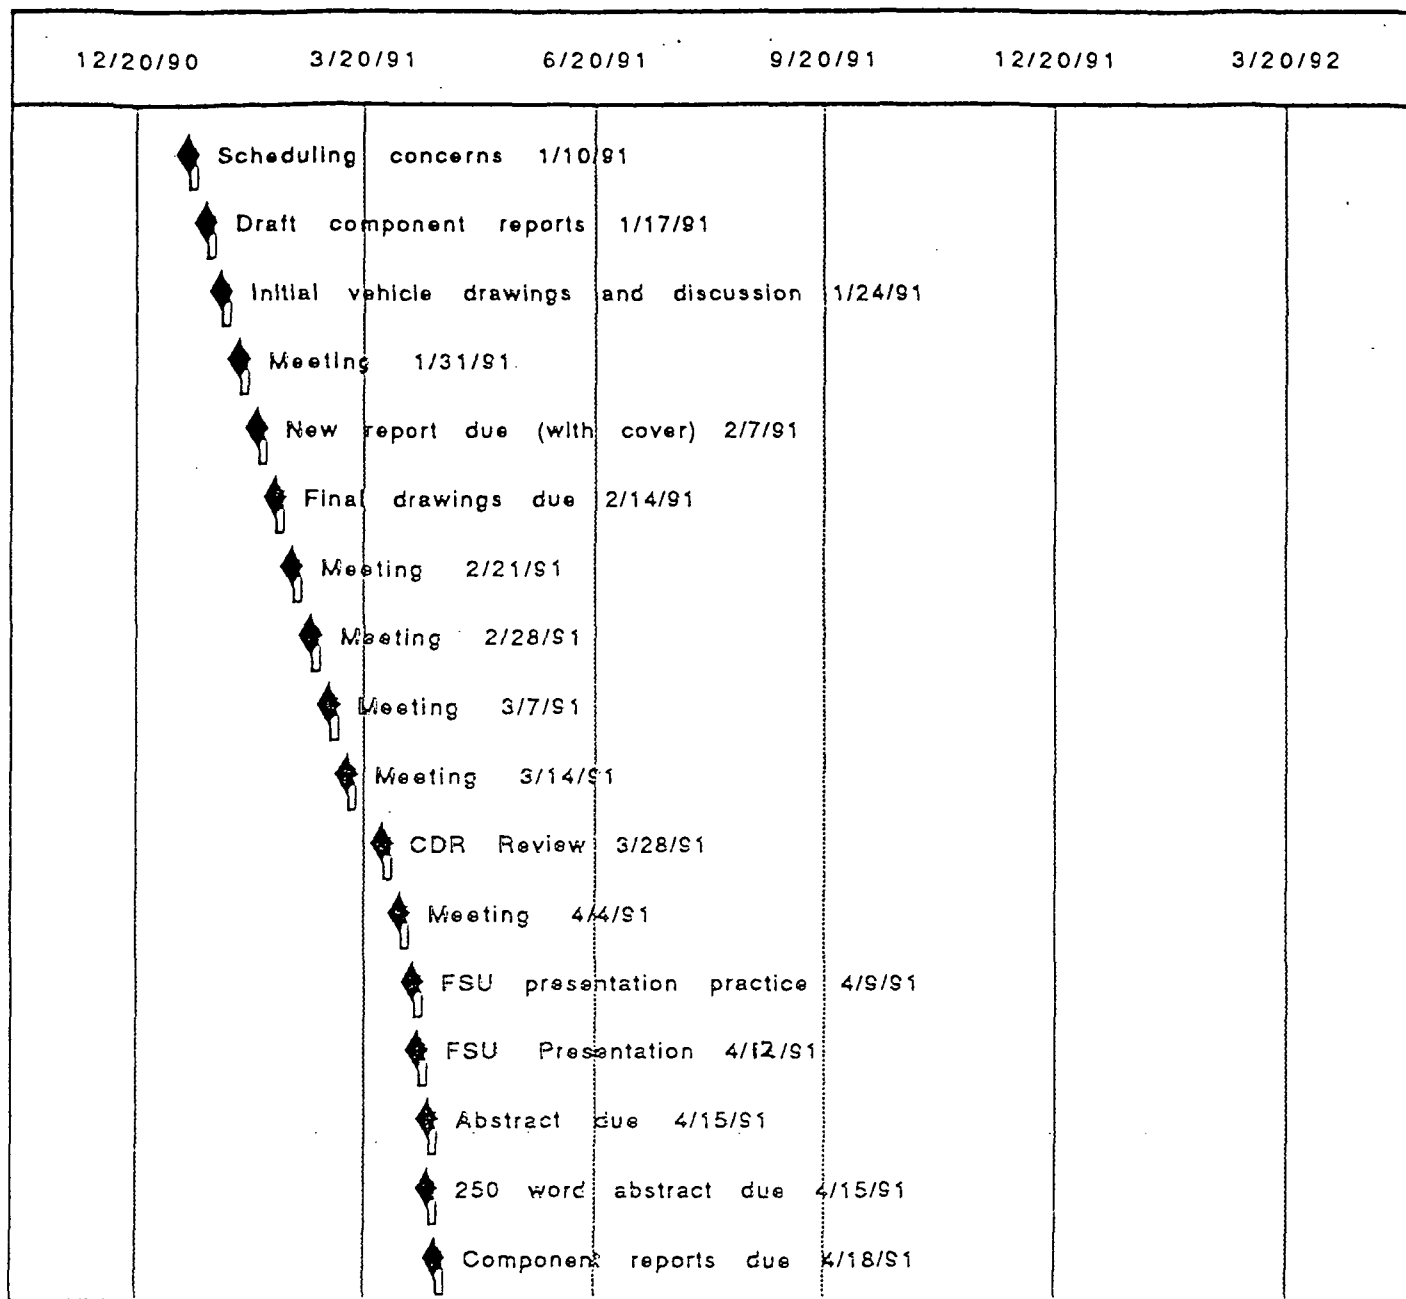 12/20/90 3/20/91 6/20/91 9/20/91 12/20/91 3/20/92
Scheduling concerns 1/10/91
Draft component reports 1/17/91
Initial vehicle drawings and discussion 1/24/91
Meeting 1/31/91
New report due (with cover) 2/7/91
Final drawings due 2/14/91
Meeting 2/21/91
Meeting 2/28/91
Meeting 3/7/91
Meeting 3/14/91
CDR Review 3/28/91
Meeting 4/4/91
FSU presentation practice 4/9/91
FSU Presentation 4/12/91
Abstract due 4/15/91
250 word abstract due 4/15/91
Component reports due 4/18/91